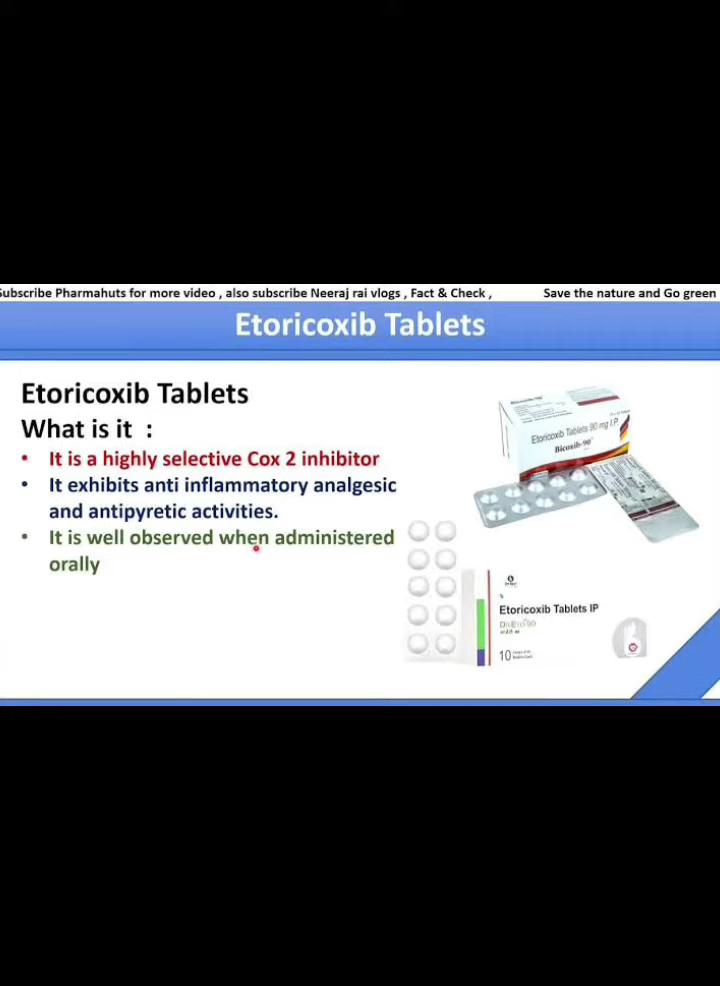 Subscribe Pharmahuts for more video , also subscribe Neeraj rai vlogs , Fact & Check , Save the nature and Go green
Etoricoxib Tablets
Etoricoxib Tablets
What is it :
• It is a highly selective Cox 2 inhibitor
• It exhibits anti inflammatory analgesic
and antipyretic activities.
• It is well observed when administered
orally
Bicoxib-90
Etoricoxib Tablets 90 mg I.P.
Bicoxib-90
Etoricoxib Tablets IP
10